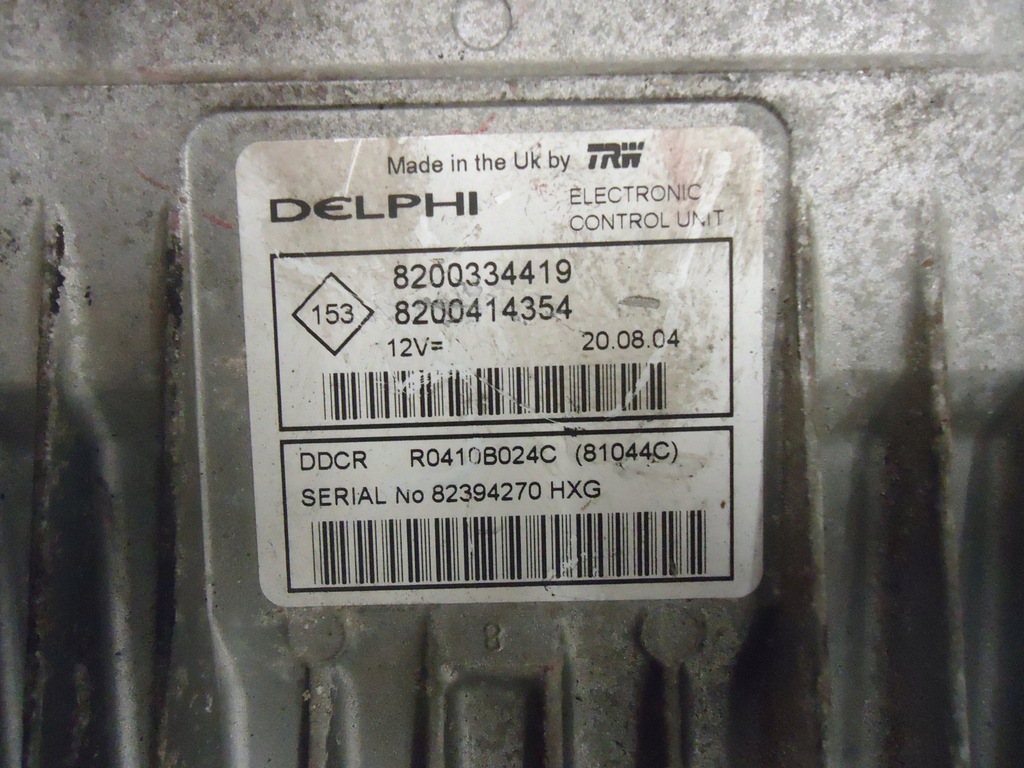 Made in the Uk by TRW
DELPHI
ELECTRONIC
CONTROL UNIT
153
8200334419
8200414354
12V=
20.08.04
DDCR R0410B024C (81044C)
SERIAL No 82394270 HXG
8